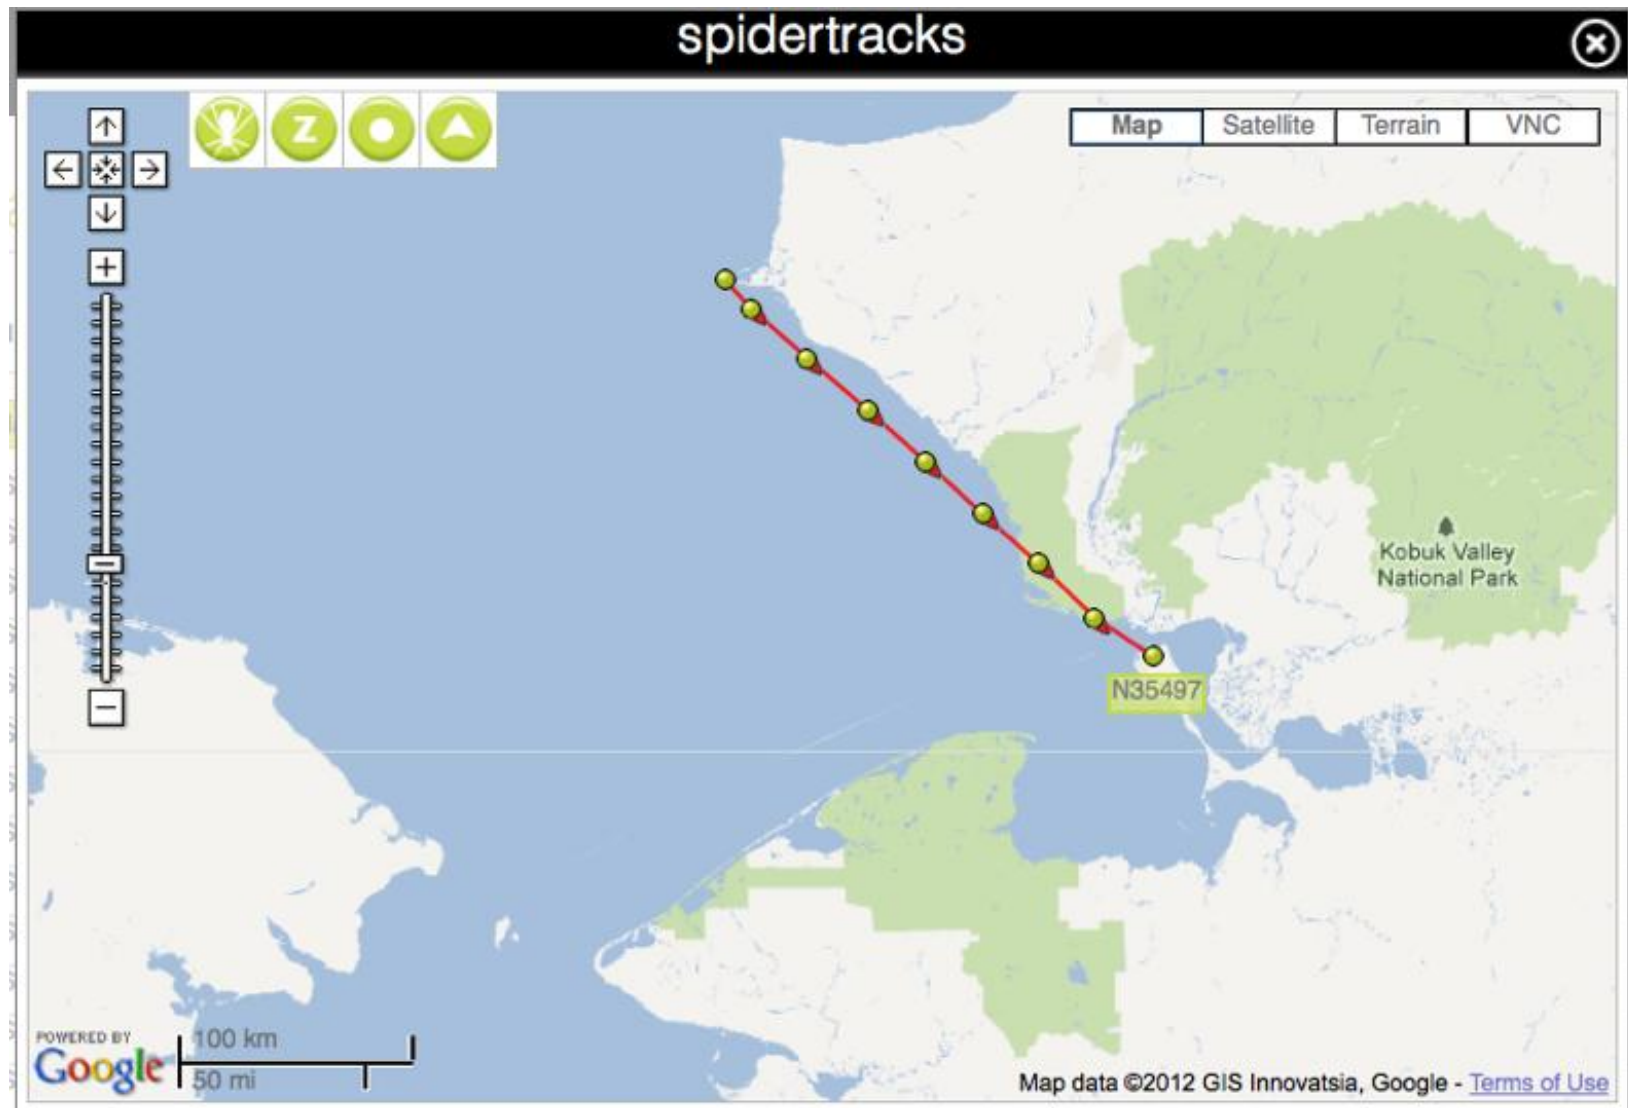 spidertracks
Z
Map Satellite Terrain VNC
Kobuk Valley
National Park
N35497
POWERED BY
Google
100 km
50 mi
Map data ©2012 GIS Innovatsia, Google - Terms of Use